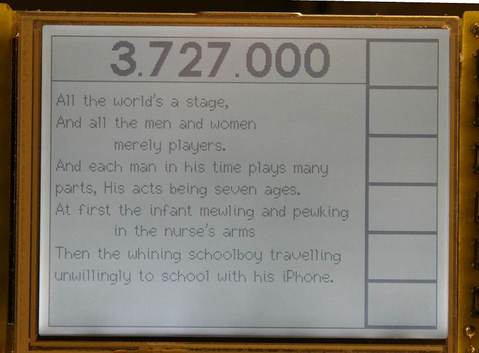 3.727.000
All the world's a stage,
And all the men and women
merely players.
And each man in his time plays many
parts, His acts being seven ages.
At first the infant mewling and pewking
in the nurse's arms
Then the whining schoolboy travelling
unwillingly to school with his iPhone.